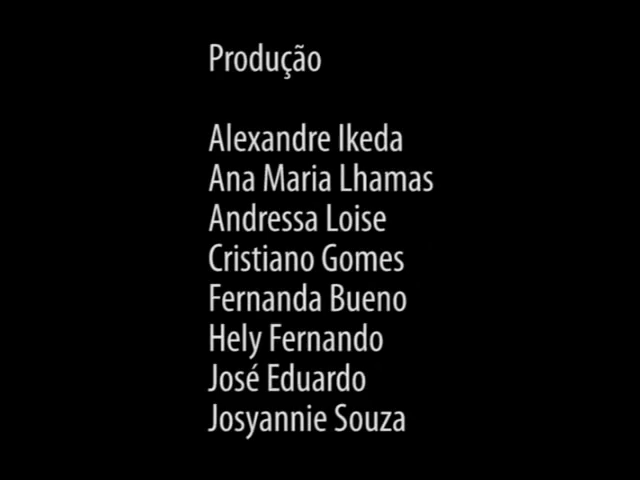 Produção
Alexandre Ikeda
Ana Maria Lhamas
Andressa Loise
Cristiano Gomes
Fernanda Bueno
Hely Fernando
José Eduardo
Josyannie Souza